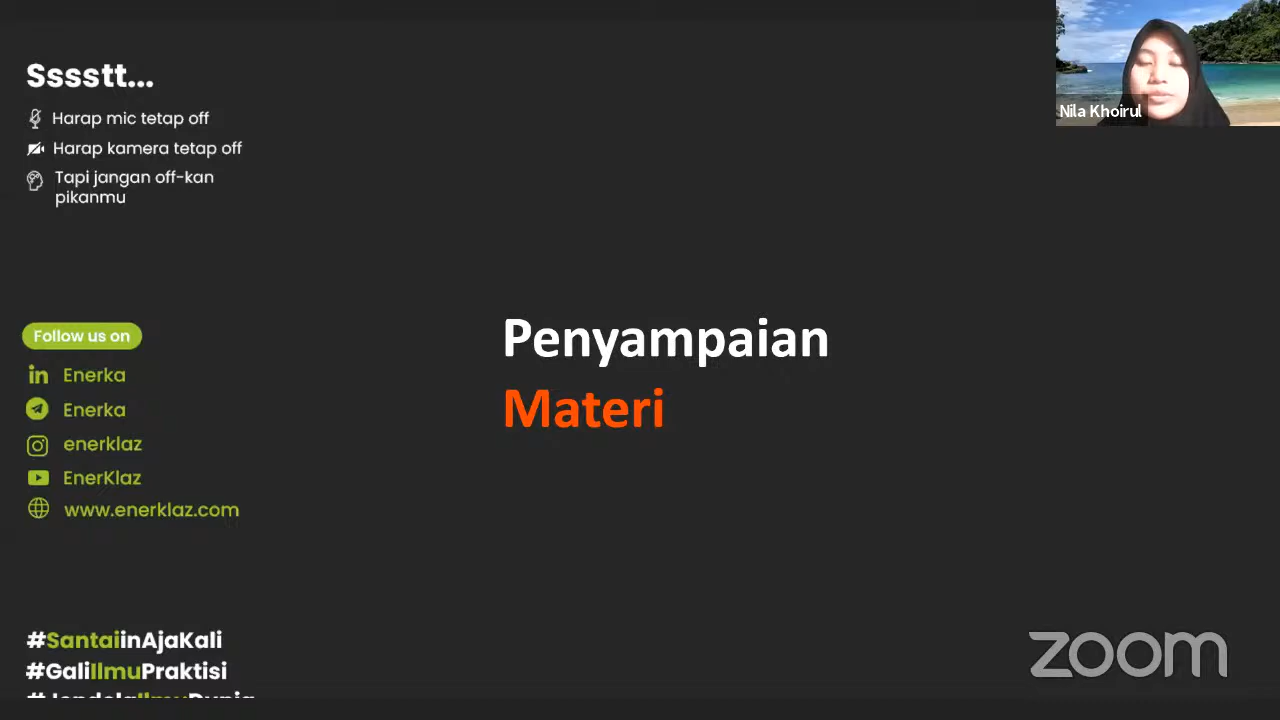 Sssstt...
Harap mic tetap off
Harap kamera tetap off
Tapi jangan off-kan
pikanmu
Follow us on
Enerka
Enerka
enerklaz
EnerKlaz
www.enerklaz.com
#SantaiinAjaKali
#GaliIlmuPraktisi
#JendelaIlmuDunia
Penyampaian
Materi
Nila Khoirul
zoom